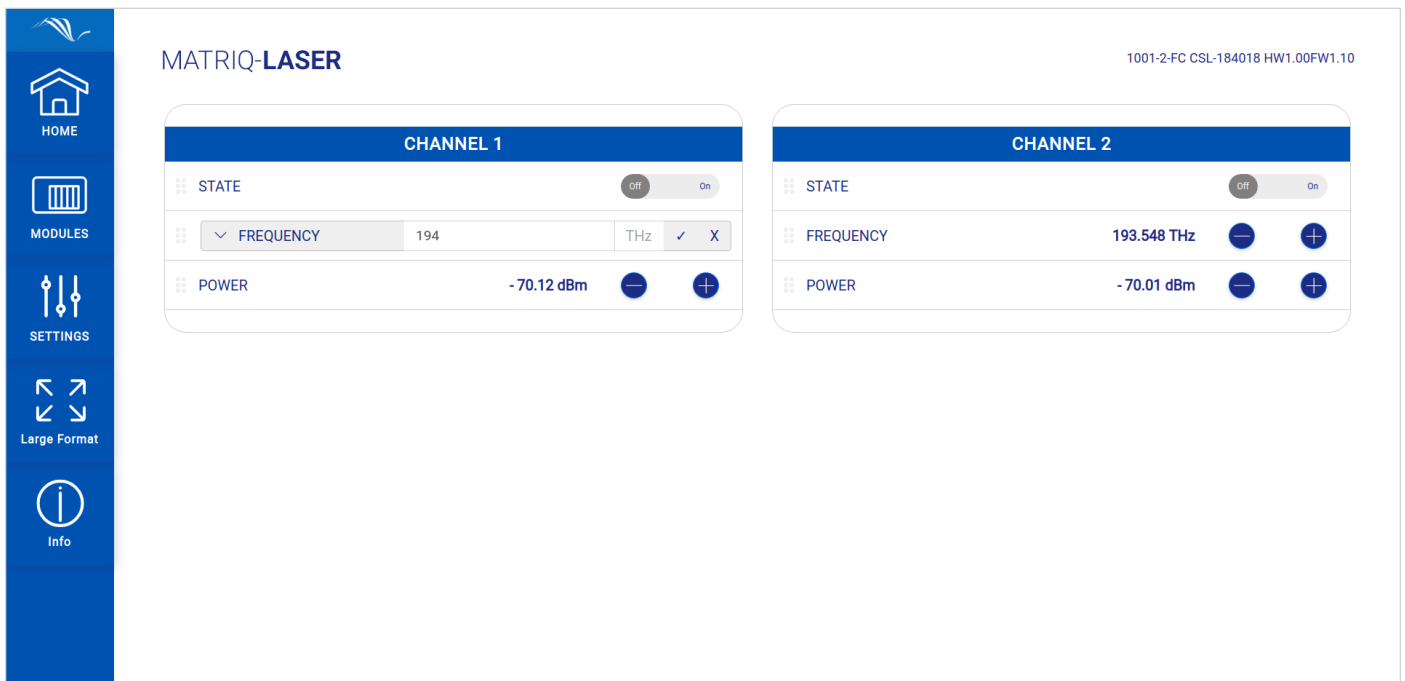 MATRIQ-LASER
1001-2-FC CSL-184018 HW1.00FW1.10
HOME
MODULES
SETTINGS
Large Format
Info
CHANNEL 1
STATE Off On
FREQUENCY 194 THz ✓ X
POWER - 70.12 dBm
CHANNEL 2
STATE Off On
FREQUENCY 193.548 THz
POWER - 70.01 dBm